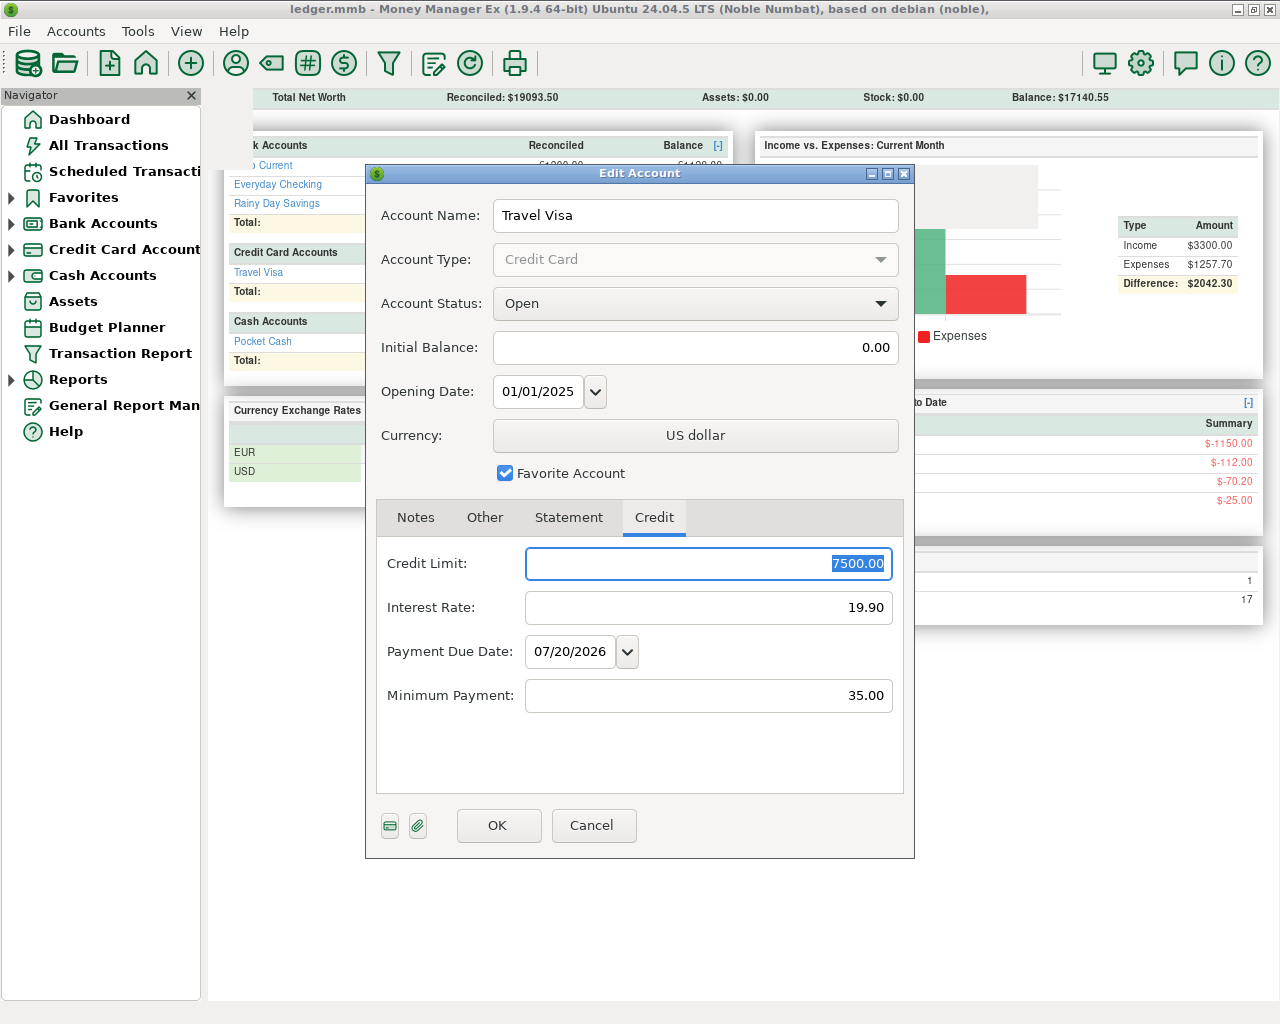 ledger.mmb - Money Manager Ex (1.9.4 64-bit) Ubuntu 24.04.5 LTS (Noble Numbat), based on debian (noble),
File Accounts Tools View Help
Navigator
Dashboard
All Transactions
Scheduled Transacti
Favorites
Bank Accounts
Credit Card Account
Cash Accounts
Assets
Budget Planner
Transaction Report
Reports
General Report Man
Help
Total Net Worth Reconciled: $19093.50 Assets: $0.00 Stock: $0.00 Balance: $17140.55
k Accounts Reconciled Balance [-]
Current
Everyday Checking
Rainy Day Savings
Total:
Credit Card Accounts
Travel Visa
Total:
Cash Accounts
Pocket Cash
Total:
Currency Exchange Rates
EUR
USD
Income vs. Expenses: Current Month
Type Amount
Income $3300.00
Expenses $1257.70
Difference: $2042.30
Expenses
to Date [-]
Summary
$-1150.00
$-112.00
$-70.20
$-25.00
1
17
Edit Account
Account Name: Travel Visa
Account Type: Credit Card
Account Status: Open
Initial Balance: 0.00
Opening Date: 01/01/2025
Currency: US dollar
Favorite Account
Notes Other Statement Credit
Credit Limit: 7500.00
Interest Rate: 19.90
Payment Due Date: 07/20/2026
Minimum Payment: 35.00
OK Cancel